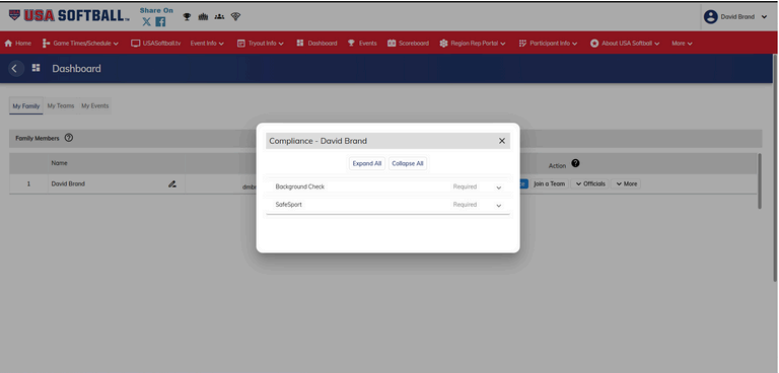 USA SOFTBALL
Share On
David Brand
Home Game Times/Schedule USASoftball.tv Event Info Tryout Info Dashboard Events Scoreboard Region Rep Portal Participant Info About USA Softball More
Dashboard
My Family My Teams My Events
Family Members
Compliance - David Brand
Expand All Collapse All
Name
Action
Background Check Required
1 David Brand
Join a Team Officials More
SafeSport Required